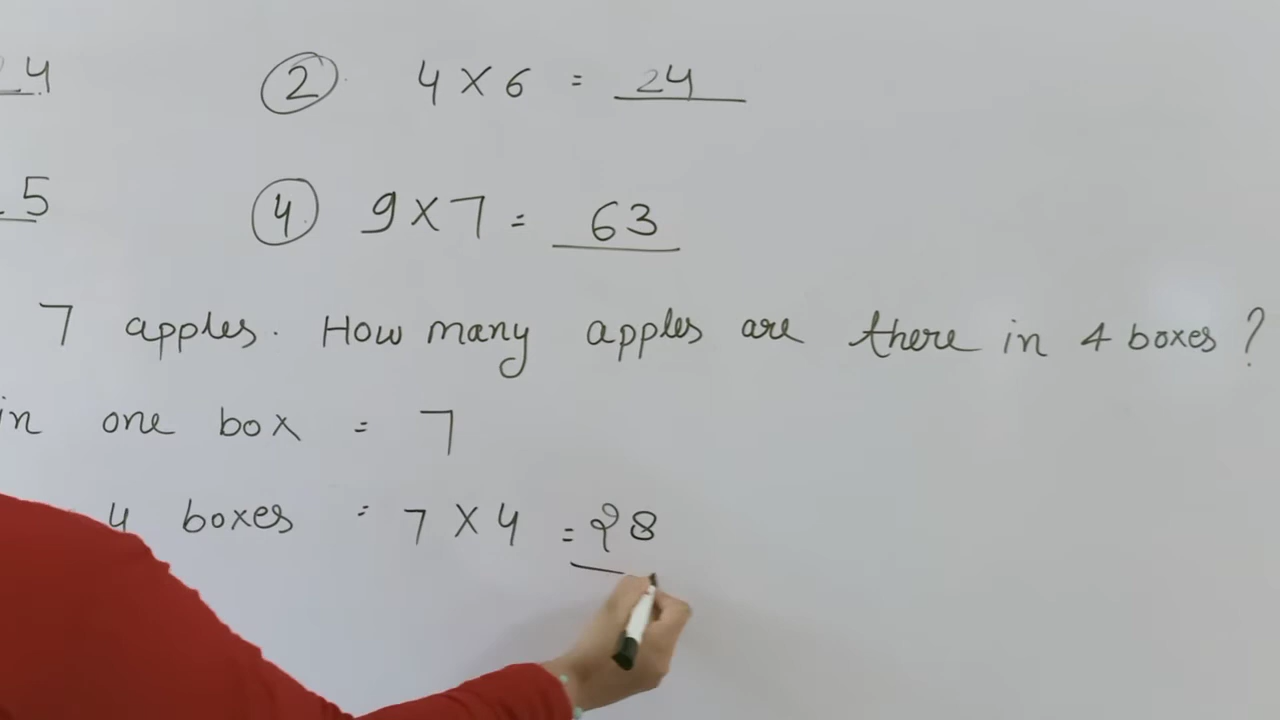 4 ② 4 X 6 = 24
5 ④ 9 X 7 = 63
7 apples. How many apples are there in 4 boxes ?
in one box = 7
4 boxes = 7 X 4 = 28